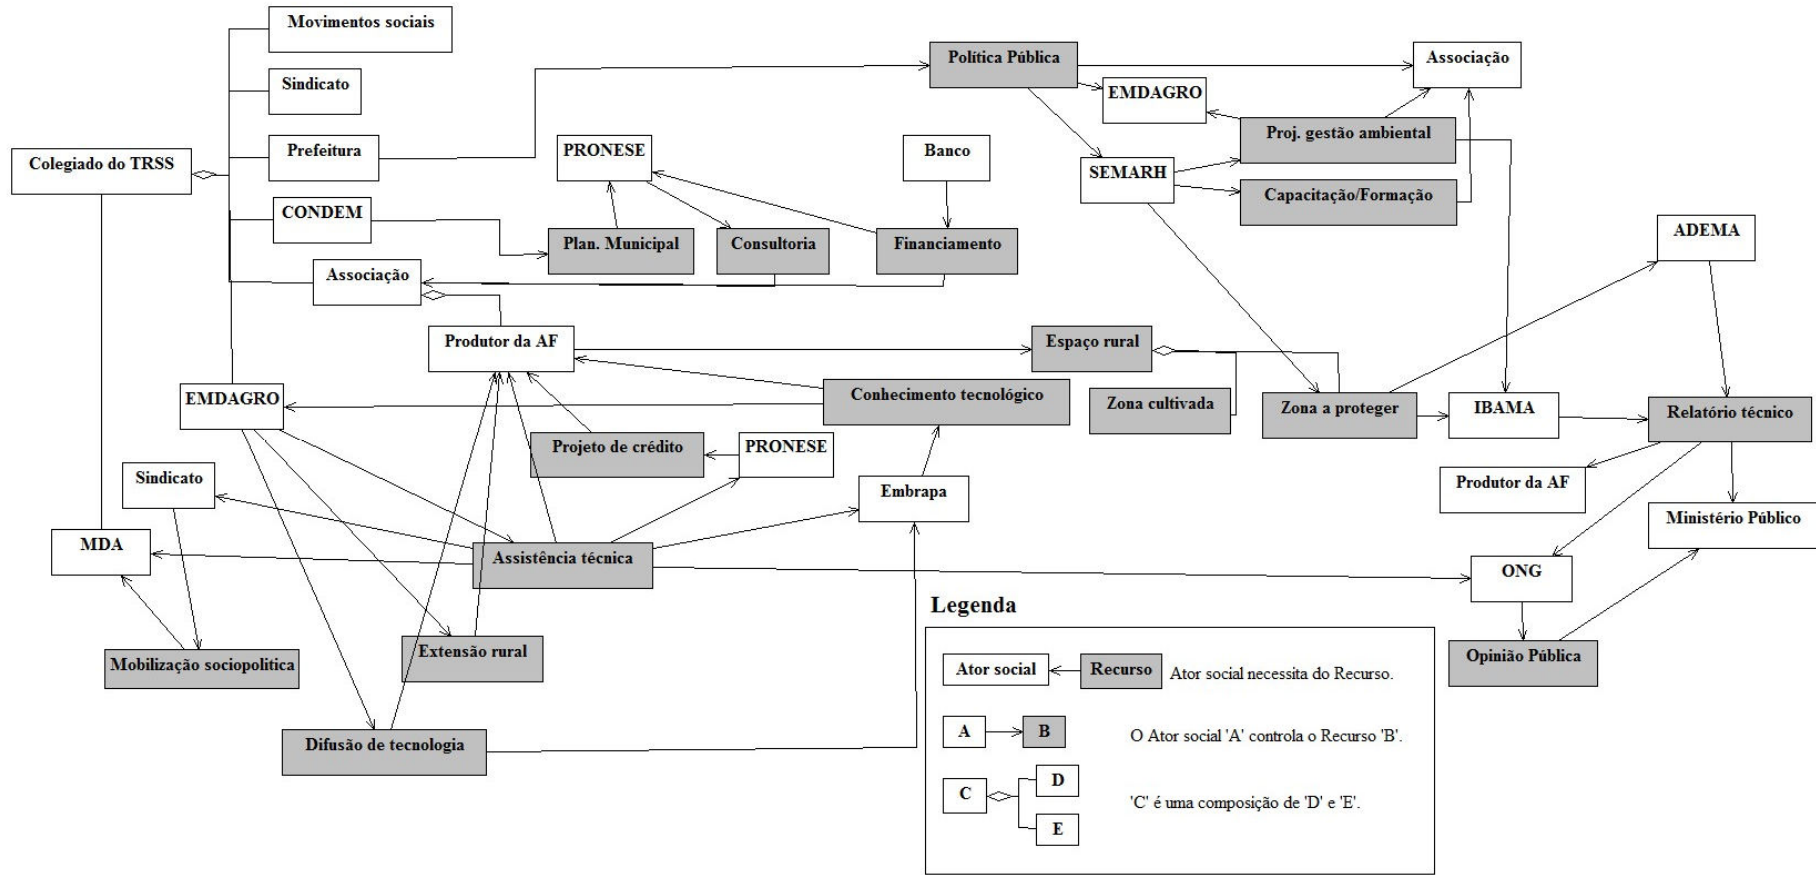 Movimentos sociais
Política Pública
Associação
Sindicato
EMDAGRO
Proj. gestão ambiental
Prefeitura
PRONESE
Banco
Colegiado do TRSS
SEMARH
Capacitação/Formação
CONDEM
ADEMA
Plan. Municipal
Consultoria
Financiamento
Associação
Produtor da AF
Espaço rural
EMDAGRO
Conhecimento tecnológico
Zona cultivada
Zona a proteger
IBAMA
Relatório técnico
Projeto de crédito
PRONESE
Sindicato
Embrapa
Produtor da AF
Ministério Público
MDA
Assistência técnica
ONG
Legenda
Mobilização sociopolitica
Extensão rural
Opinião Pública
Ator social
Recurso
Ator social necessita do Recurso.
A
B
O Ator social 'A' controla o Recurso 'B'.
Difusão de tecnologia
C
D
E
'C' é uma composição de 'D' e 'E'.